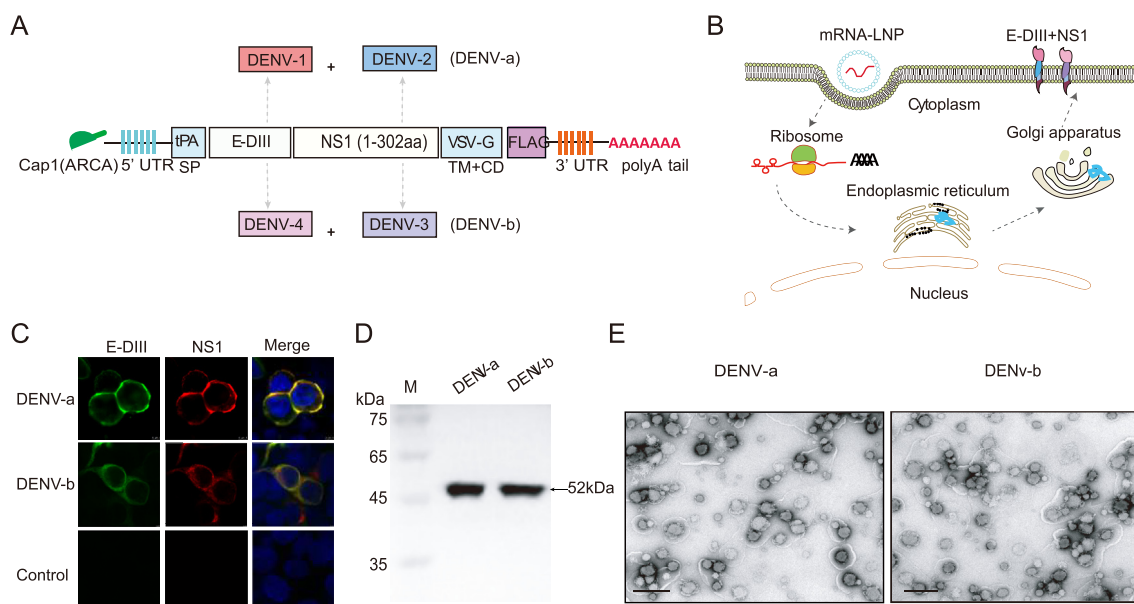 A
DENV-1 + DENV-2 (DENV-a)
tPA E-DIII NS1 (1-302aa) VSV-G FLAG AAAAAAA
Cap1(ARCA) 5' UTR SP TM+CD 3' UTR polyA tail
DENV-4 + DENV-3 (DENV-b)
B
mRNA-LNP E-DIII+NS1
Cytoplasm
Ribosome Golgi apparatus
AAAA
Endoplasmic reticulum
Nucleus
C
E-DIII NS1 Merge
DENV-a
DENV-b
Control
D
M DENV-a DENV-b
kDa
75
65
45
35
52kDa
E
DENV-a DENv-b